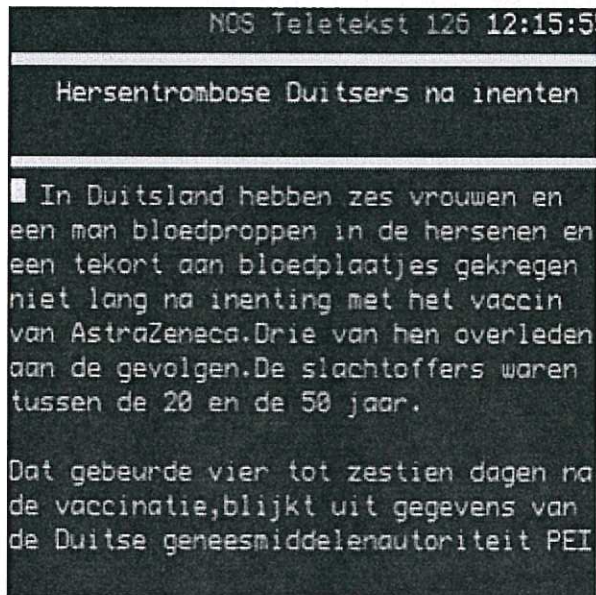 NOS Teletekst 126 12:15:5
Hersentrombose Duitsers na inenten
In Duitsland hebben zes vrouwen en
een man bloedproppen in de hersenen en
een tekort aan bloedplaatjes gekregen
niet lang na inenting met het vaccin
van AstraZeneca.Drie van hen overleden
aan de gevolgen.De slachtoffers waren
tussen de 20 en de 50 jaar.
Dat gebeurde vier tot zestien dagen na
de vaccinatie,blijkt uit gegevens van
de Duitse geneesmiddelenautoriteit PEI